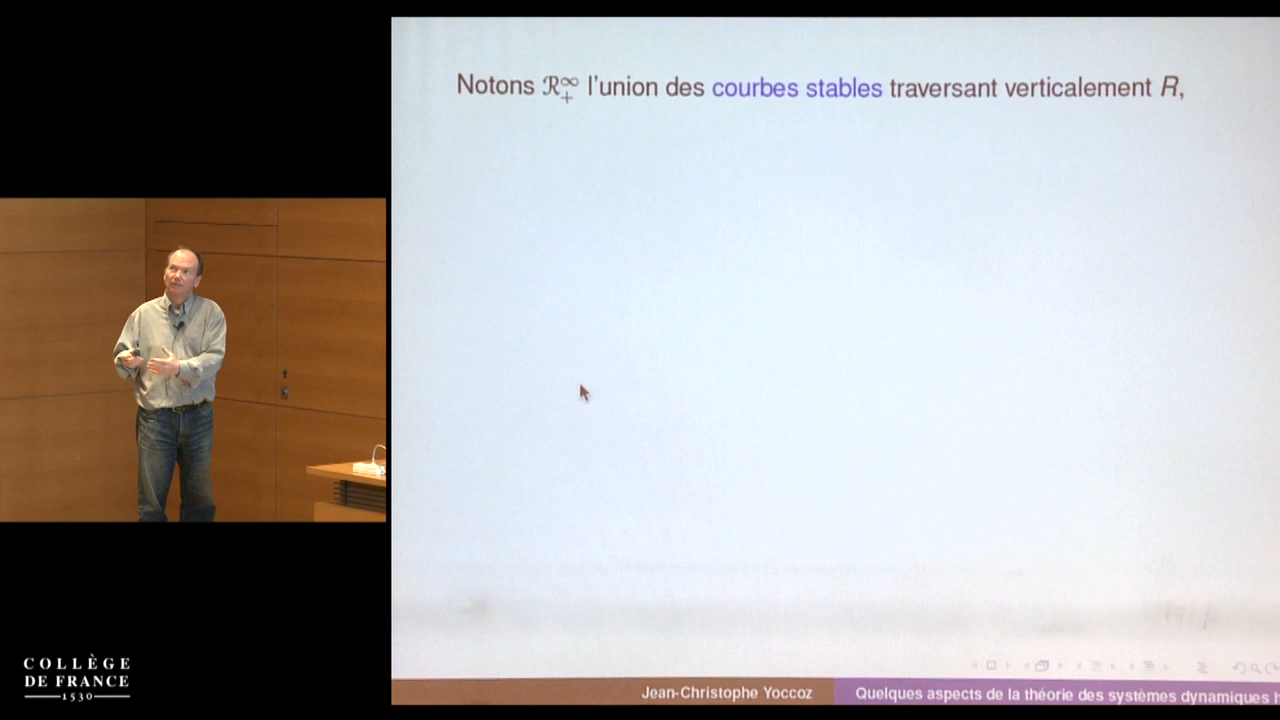 Notons ℛ₊^∞ l'union des courbes stables traversant verticalement R,
COLLÈGE
DE FRANCE
1530
Jean-Christophe Yoccoz
Quelques aspects de la théorie des systèmes dynamiques h